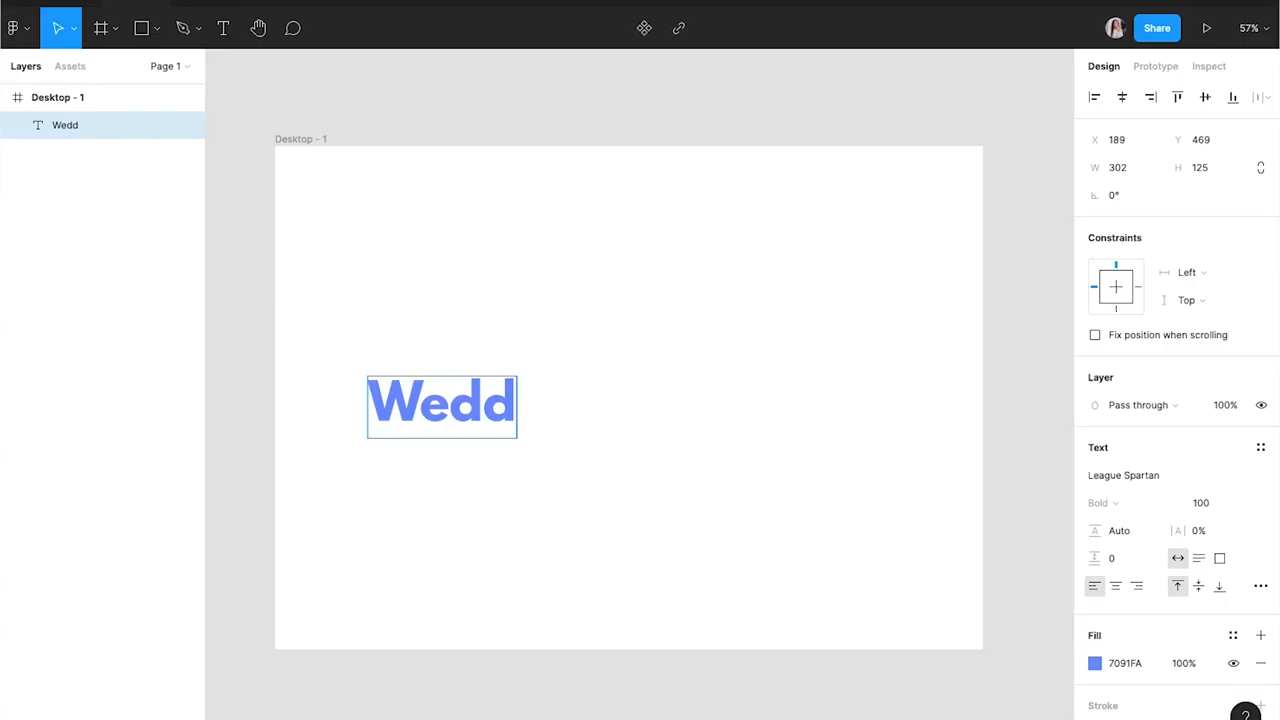 Share
57%
Layers
Assets
Page 1
Design
Prototype
Inspect
Desktop - 1
Wedd
Desktop - 1
Wedd
X 189
Y 469
W 302
H 125
0°
Constraints
Left
Top
Fix position when scrolling
Layer
Pass through
100%
Text
League Spartan
Bold
100
A Auto
|A| 0%
0
Fill
7091FA
100%
Stroke
?